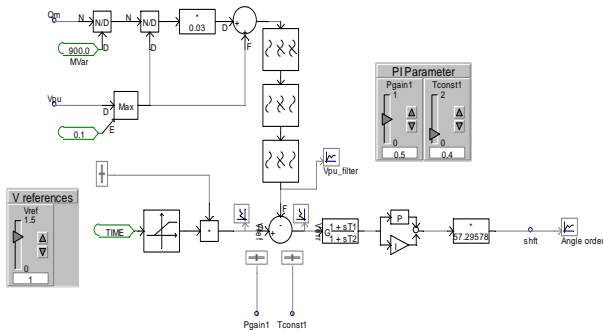 Qm
N
N/D
D
N
N/D
D
*
0.03
D
+
+
F
900.0
MVar
Vpu
D
Max
E
0.1
PI Parameter
Pgain1
Tconst1
1
2
0
0
0.5
0.4
Vpu_filter
V references
Vref
1.5
0
1
TIME
*
Vref
+
-
F
Verr
G
1 + sT1
1 + sT2
P
I
*
57.29578
shft
Angle order
Pgain1
Tconst1